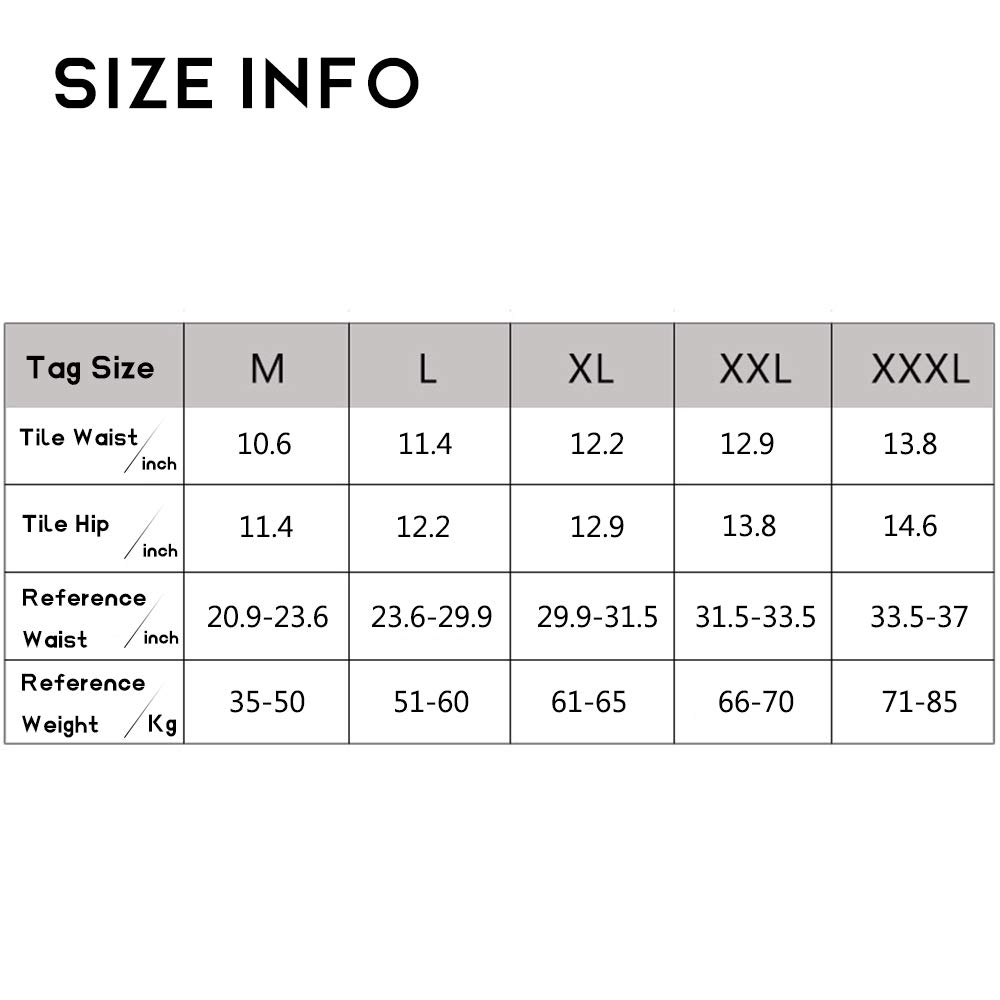 SIZE INFO
Tag Size M L XL XXL XXXL
Tile Waist/inch 10.6 11.4 12.2 12.9 13.8
Tile Hip/inch 11.4 12.2 12.9 13.8 14.6
Reference Waist/inch 20.9-23.6 23.6-29.9 29.9-31.5 31.5-33.5 33.5-37
Reference Weight/Kg 35-50 51-60 61-65 66-70 71-85